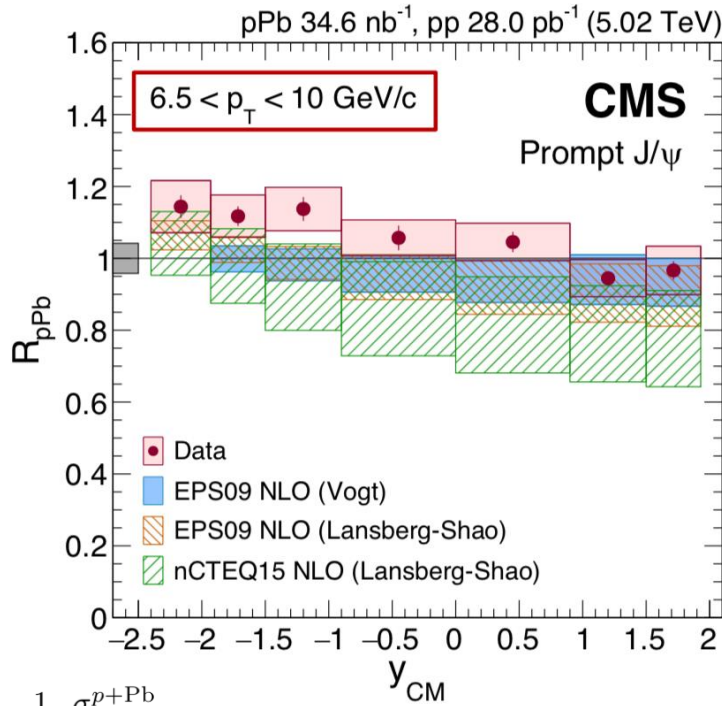 pPb 34.6 nb⁻¹, pp 28.0 pb⁻¹ (5.02 TeV)
1.6
6.5 < p_T < 10 GeV/c
CMS
1.4
Prompt J/ψ
1.2
1
R_pPb
0.8
0.6
Data
0.4
EPS09 NLO (Vogt)
EPS09 NLO (Lansberg-Shao)
0.2
nCTEQ15 NLO (Lansberg-Shao)
0
−2.5 −2 −1.5 −1 −0.5 0 0.5 1 1.5 2
y_CM
1 σ^p+Pb